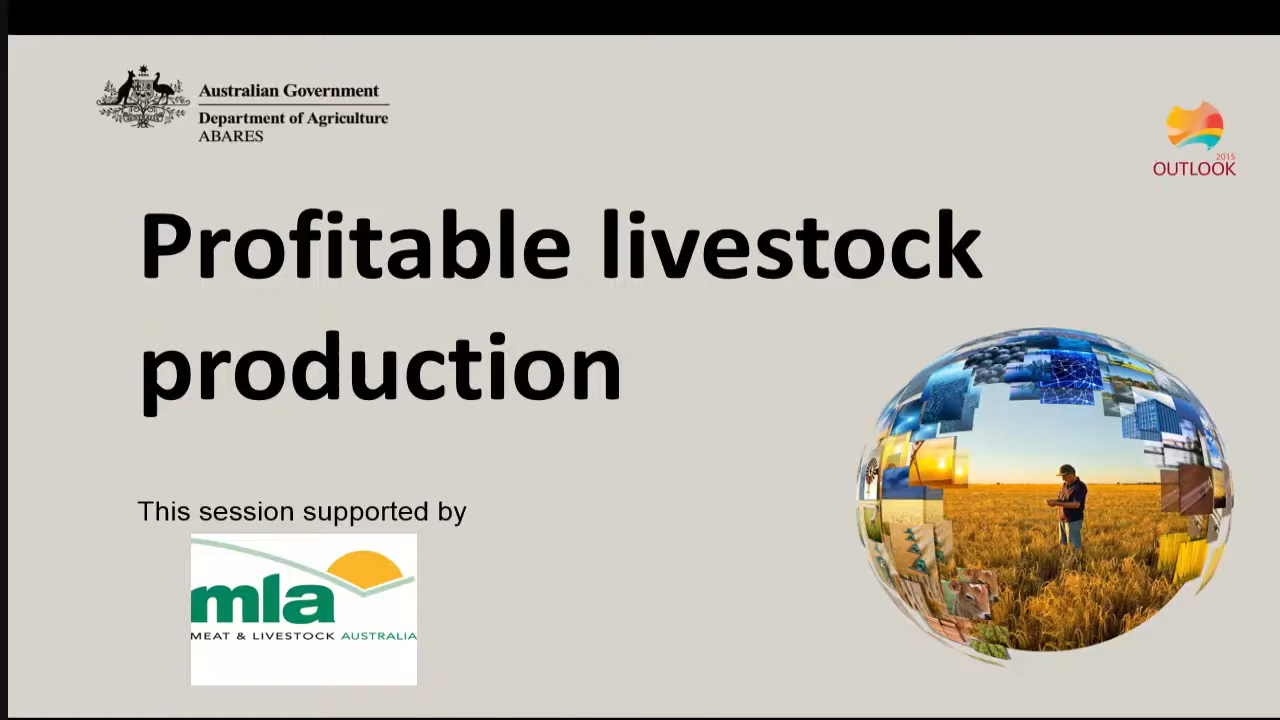 Australian Government
Department of Agriculture
ABARES
2015
OUTLOOK
Profitable livestock
production
This session supported by
mla
MEAT & LIVESTOCK AUSTRALIA